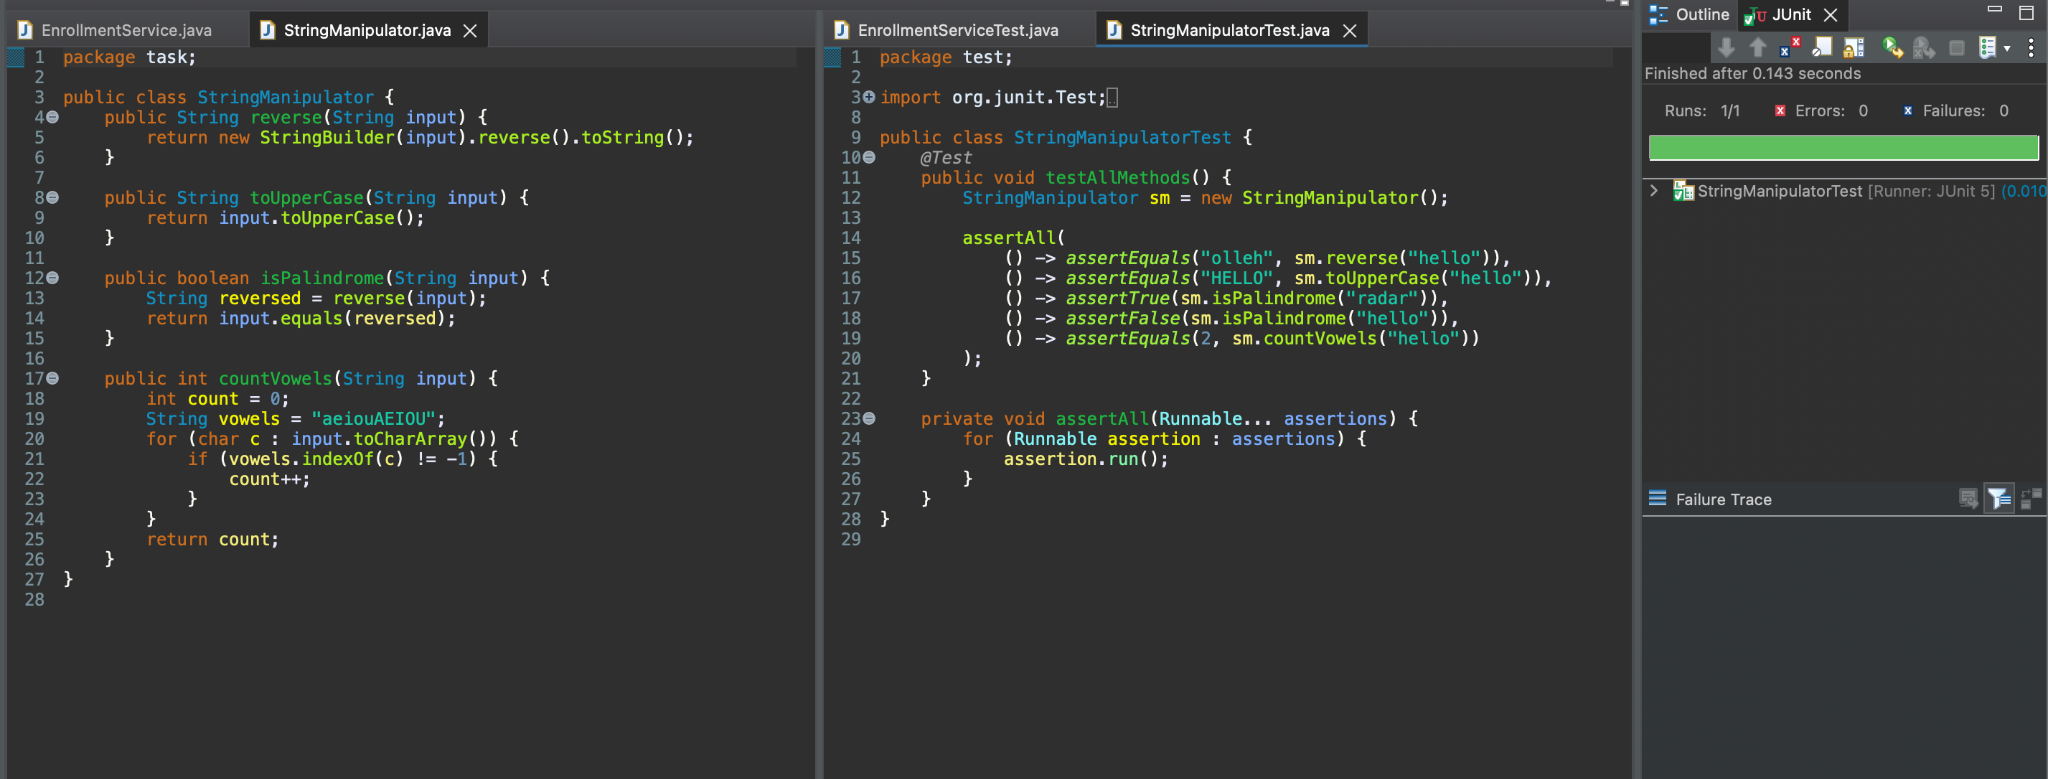 EnrollmentService.java
StringManipulator.java
1 package task;
2
3 public class StringManipulator {
4 public String reverse(String input) {
5 return new StringBuilder(input).reverse().toString();
6 }
7
8 public String toUpperCase(String input) {
9 return input.toUpperCase();
10 }
11
12 public boolean isPalindrome(String input) {
13 String reversed = reverse(input);
14 return input.equals(reversed);
15 }
16
17 public int countVowels(String input) {
18 int count = 0;
19 String vowels = "aeiouAEIOU";
20 for (char c : input.toCharArray()) {
21 if (vowels.indexOf(c) != -1) {
22 count++;
23 }
24 }
25 return count;
26 }
27 }
28
EnrollmentServiceTest.java
StringManipulatorTest.java
1 package test;
2
3 import org.junit.Test;
8
9 public class StringManipulatorTest {
10 @Test
11 public void testAllMethods() {
12 StringManipulator sm = new StringManipulator();
13
14 assertAll(
15 () -> assertEquals("olleh", sm.reverse("hello")),
16 () -> assertEquals("HELLO", sm.toUpperCase("hello")),
17 () -> assertTrue(sm.isPalindrome("radar")),
18 () -> assertFalse(sm.isPalindrome("hello")),
19 () -> assertEquals(2, sm.countVowels("hello"))
20 );
21 }
22
23 private void assertAll(Runnable... assertions) {
24 for (Runnable assertion : assertions) {
25 assertion.run();
26 }
27 }
28 }
29
Outline
JUnit
Finished after 0.143 seconds
Runs: 1/1 Errors: 0 Failures: 0
StringManipulatorTest [Runner: JUnit 5] (0.010
Failure Trace